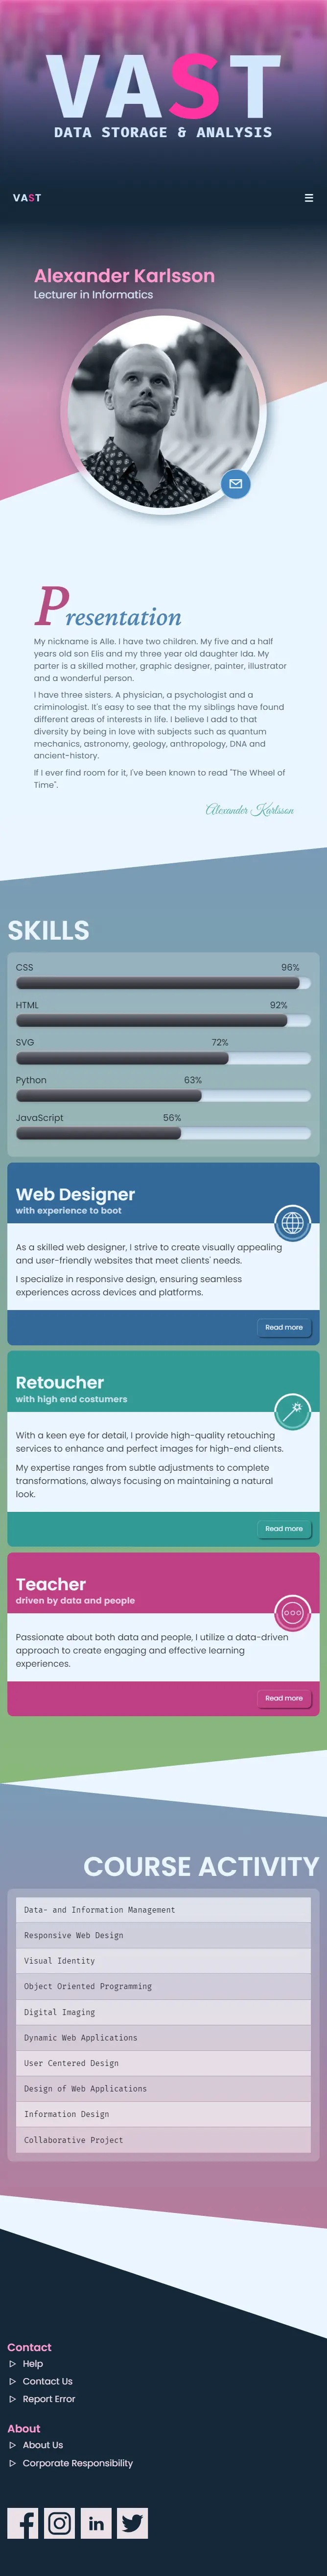 VAST
DATA STORAGE & ANALYSIS
VAST
Alexander Karlsson
Lecturer in Informatics
Presentation
My nickname is Alle. I have two children. My five and a half
years old son Elis and my three year old daughter Ida. My
parter is a skilled mother, graphic designer, painter, illustrator
and a wonderful person.
I have three sisters. A physician, a psychologist and a
criminologist. It's easy to see that the my siblings have found
different areas of interests in life. I believe I add to that
diversity by being in love with subjects such as quantum
mechanics, astronomy, geology, anthropology, DNA and
ancient-history.
If I ever find room for it, I've been known to read "The Wheel of
Time".
Alexander Karlsson
SKILLS
CSS 96%
HTML 92%
SVG 72%
Python 63%
JavaScript 56%
Web Designer
with experience to boot
As a skilled web designer, I strive to create visually appealing
and user-friendly websites that meet clients' needs.
I specialize in responsive design, ensuring seamless
experiences across devices and platforms.
Read more
Retoucher
with high end costumers
With a keen eye for detail, I provide high-quality retouching
services to enhance and perfect images for high-end clients.
My expertise ranges from subtle adjustments to complete
transformations, always focusing on maintaining a natural
look.
Read more
Teacher
driven by data and people
Passionate about both data and people, I utilize a data-driven
approach to create engaging and effective learning
experiences.
Read more
COURSE ACTIVITY
Data- and Information Management
Responsive Web Design
Visual Identity
Object Oriented Programming
Digital Imaging
Dynamic Web Applications
User Centered Design
Design of Web Applications
Information Design
Collaborative Project
Contact
Help
Contact Us
Report Error
About
About Us
Corporate Responsibility